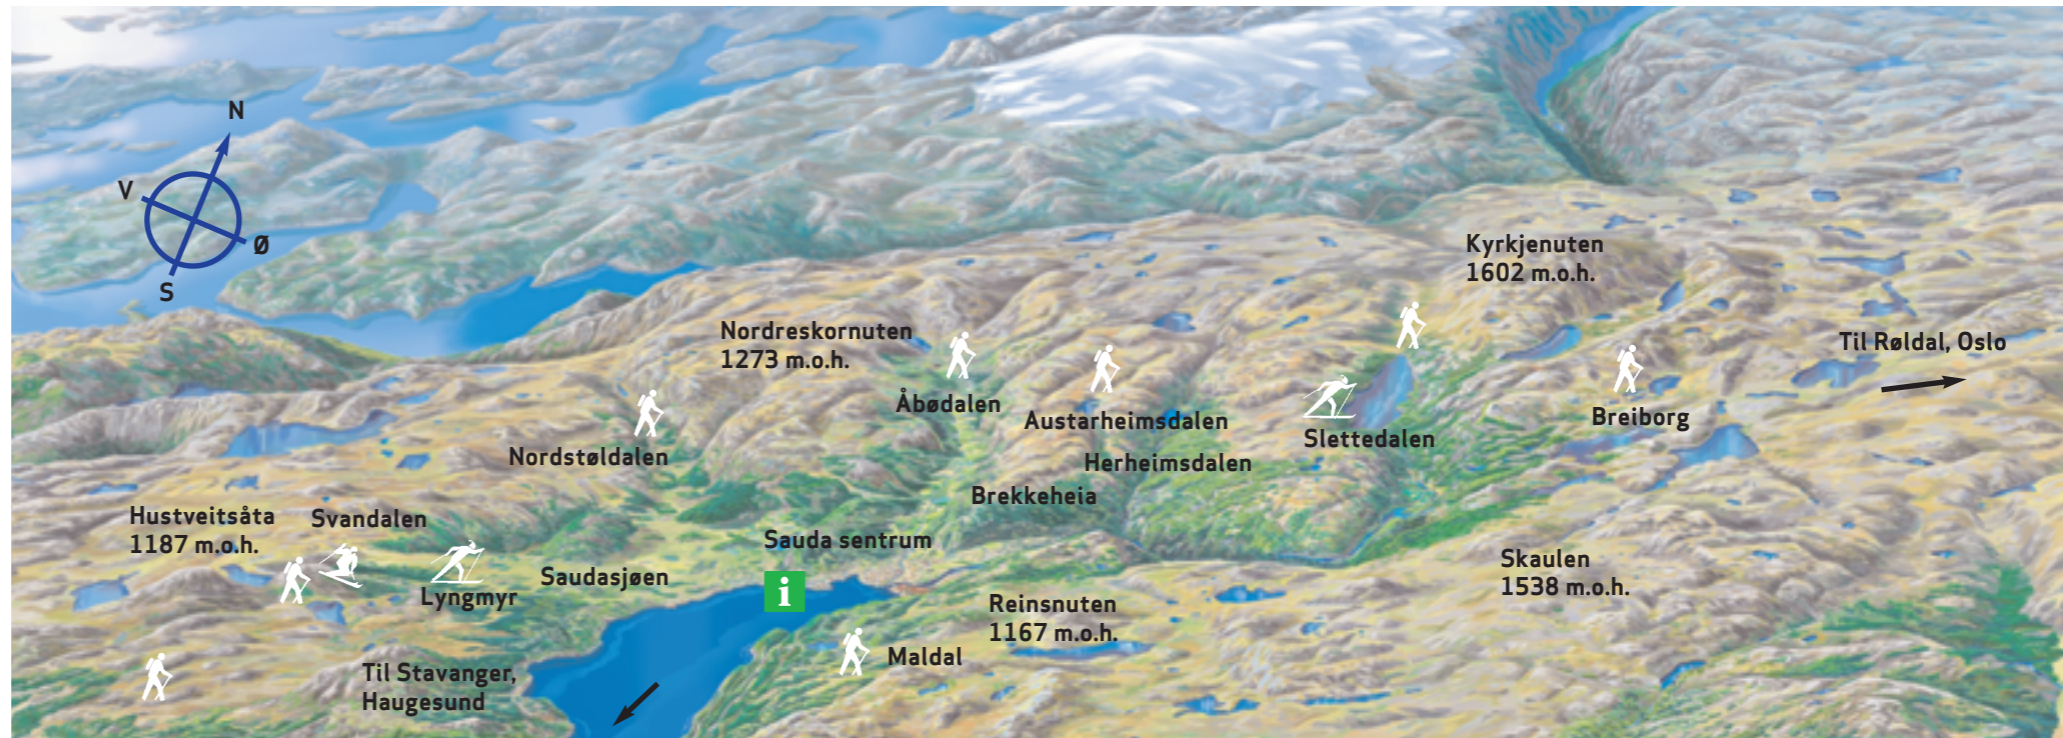 N
V
Ø
S
Kyrkjenuten
1602 m.o.h.
Nordreskornuten
1273 m.o.h.
Til Røldal, Oslo
Åbødalen
Austarheimsdalen
Breiborg
Slettedalen
Nordstøldalen
Herheimsdalen
Brekkeheia
Hustveitsåta
1187 m.o.h.
Svandalen
Sauda sentrum
i
Saudasjøen
Lyngmyr
Skaulen
1538 m.o.h.
Reinsnuten
1167 m.o.h.
Maldal
Til Stavanger,
Haugesund